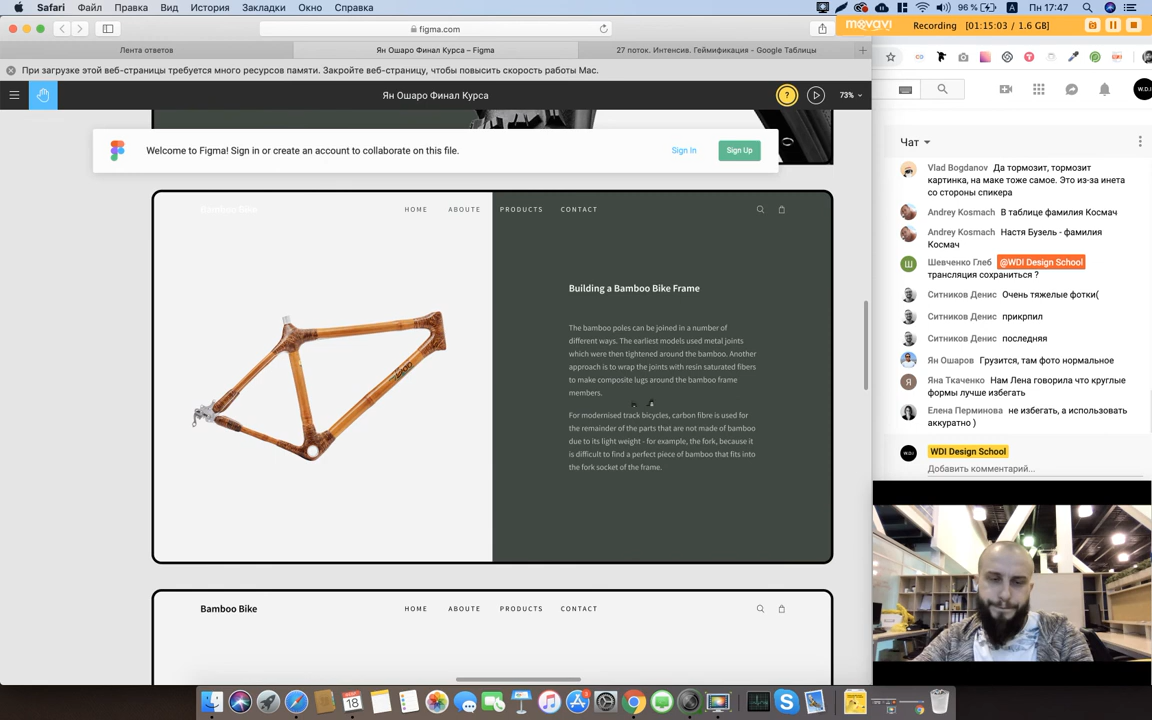 Safari Файл Правка Вид История Закладки Окно Справка
96 % Пн 17:47
movavi Recording (01:15:03 / 1.6 GB)
figma.com
Лента ответов
Ян Ошаро Финал Курса – Figma
27 поток. Интенсив. Геймификация - Google Таблицы
При загрузке этой веб-страницы требуется много ресурсов памяти. Закройте веб-страницу, чтобы повысить скорость работы Mac.
Ян Ошаро Финал Курса
?
73%
Welcome to Figma! Sign in or create an account to collaborate on this file.
Sign In
Sign Up
Bamboo Bike
HOME ABOUTE PRODUCTS CONTACT
Building a Bamboo Bike Frame
The bamboo poles can be joined in a number of
different ways. The earliest models used metal joints
which were then tightened around the bamboo. Another
approach is to wrap the joints with resin saturated fibers
to make composite lugs around the bamboo frame
members.
For modernised track bicycles, carbon fibre is used for
the remainder of the parts that are not made of bamboo
due to its light weight - for example, the fork, because it
is difficult to find a perfect piece of bamboo that fits into
the fork socket of the frame.
Bamboo Bike
HOME ABOUTE PRODUCTS CONTACT
Чат
Vlad Bogdanov Да тормозит, тормозит
картинка, на маке тоже самое. Это из-за инета
со стороны спикера
Andrey Kosmach В таблице фамилия Космач
Andrey Kosmach Настя Бузель - фамилия
Космач
Ш
Шевченко Глеб @WDI Design School
трансляция сохраниться ?
Ситников Денис Очень тяжелые фотки(
Ситников Денис прикрпил
Ситников Денис последняя
Ян Ошаров Грузится, там фото нормальное
Я
Яна Ткаченко Нам Лена говорила что круглые
формы лучше избегать
Елена Перминова не избегать, а использовать
аккуратно )
WDI Design School
Добавить комментарий...
18